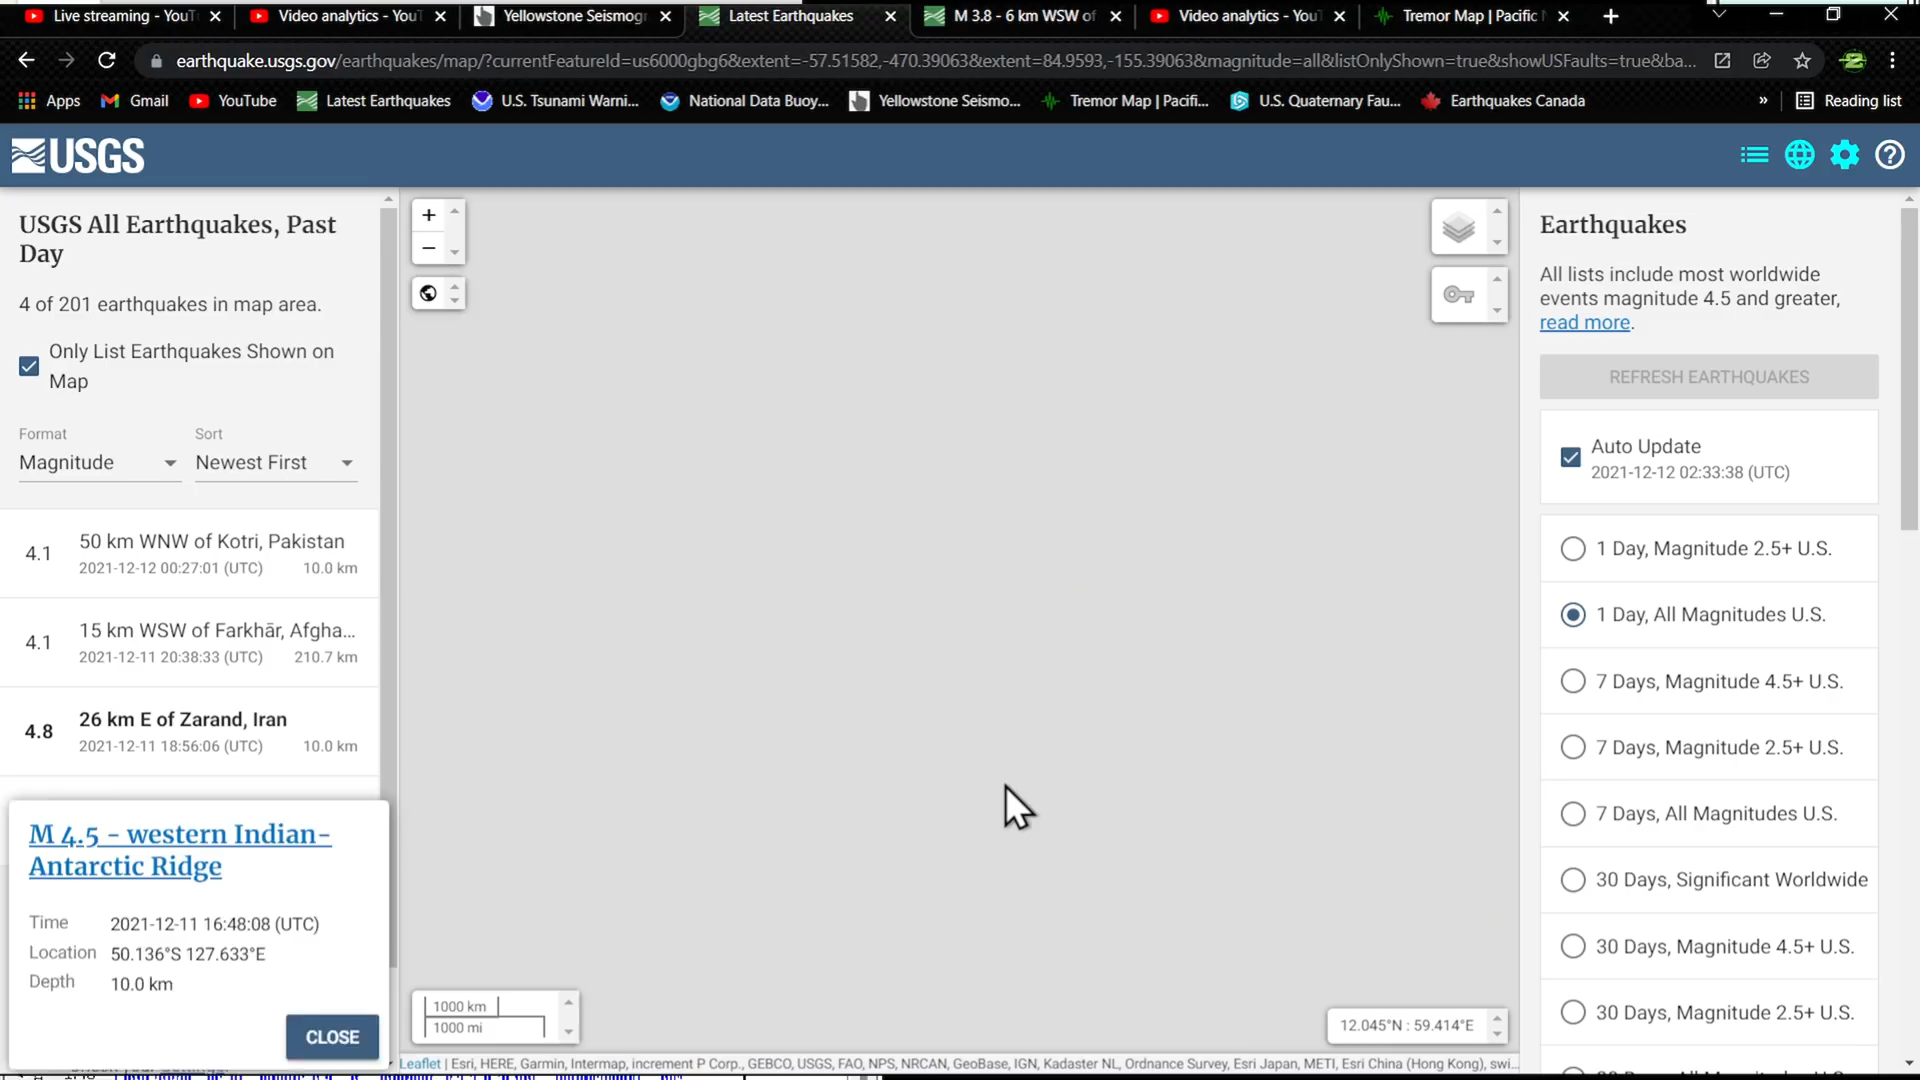 Live streaming - YouT
Video analytics - YouT
Yellowstone Seismogr
Latest Earthquakes
M 3.8 - 6 km WSW of
Video analytics - YouT
Tremor Map | Pacific
earthquake.usgs.gov/earthquakes/map/?currentFeatureId=us6000gbg6&extent=-57.51582,-470.39063&extent=84.9593,-155.39063&magnitude=all&listOnlyShown=true&showUSFaults=true&ba...
Apps
Gmail
YouTube
Latest Earthquakes
U.S. Tsunami Warni...
National Data Buoy...
Yellowstone Seismo...
Tremor Map | Pacifi...
U.S. Quaternary Fau...
Earthquakes Canada
»
Reading list
USGS
USGS All Earthquakes, Past
Day
4 of 201 earthquakes in map area.
Only List Earthquakes Shown on
Map
Format
Magnitude
Sort
Newest First
4.1
50 km WNW of Kotri, Pakistan
2021-12-12 00:27:01 (UTC) 10.0 km
4.1
15 km WSW of Farkhār, Afgha...
2021-12-11 20:38:33 (UTC) 210.7 km
4.8
26 km E of Zarand, Iran
2021-12-11 18:56:06 (UTC) 10.0 km
M 4.5 - western Indian-
Antarctic Ridge
Time 2021-12-11 16:48:08 (UTC)
Location 50.136°S 127.633°E
Depth 10.0 km
CLOSE
+
−
1000 km
1000 mi
12.045°N : 59.414°E
Leaflet | Esri, HERE, Garmin, Intermap, increment P Corp., GEBCO, USGS, FAO, NPS, NRCAN, GeoBase, IGN, Kadaster NL, Ordnance Survey, Esri Japan, METI, Esri China (Hong Kong), swi...
Earthquakes
All lists include most worldwide
events magnitude 4.5 and greater,
read more.
REFRESH EARTHQUAKES
Auto Update
2021-12-12 02:33:38 (UTC)
1 Day, Magnitude 2.5+ U.S.
1 Day, All Magnitudes U.S.
7 Days, Magnitude 4.5+ U.S.
7 Days, Magnitude 2.5+ U.S.
7 Days, All Magnitudes U.S.
30 Days, Significant Worldwide
30 Days, Magnitude 4.5+ U.S.
30 Days, Magnitude 2.5+ U.S.